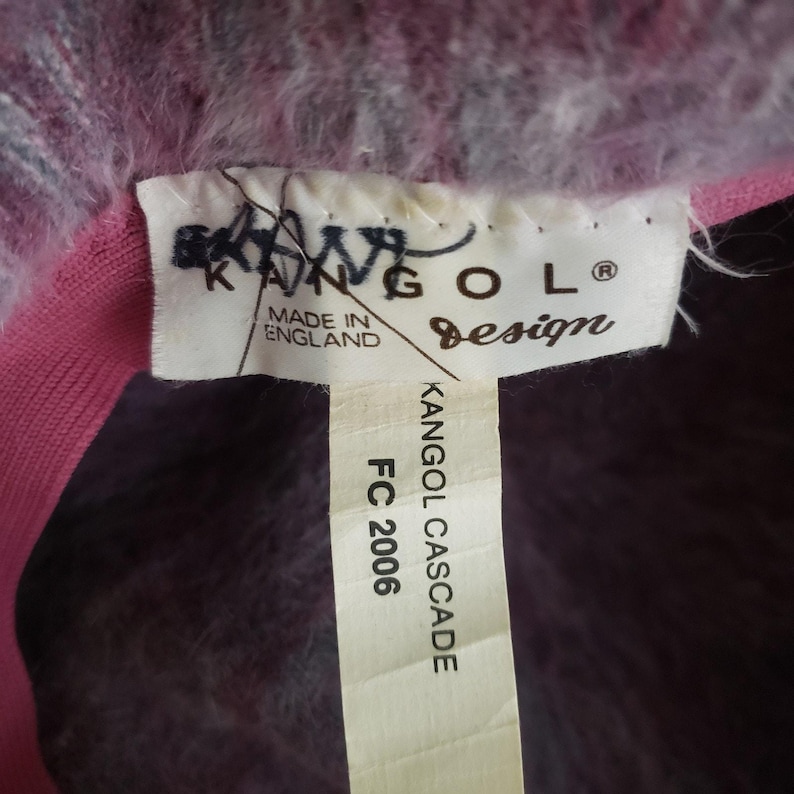 KANGOL®
MADE IN
ENGLAND
Design
KANGOL CASCADE
FC 2006